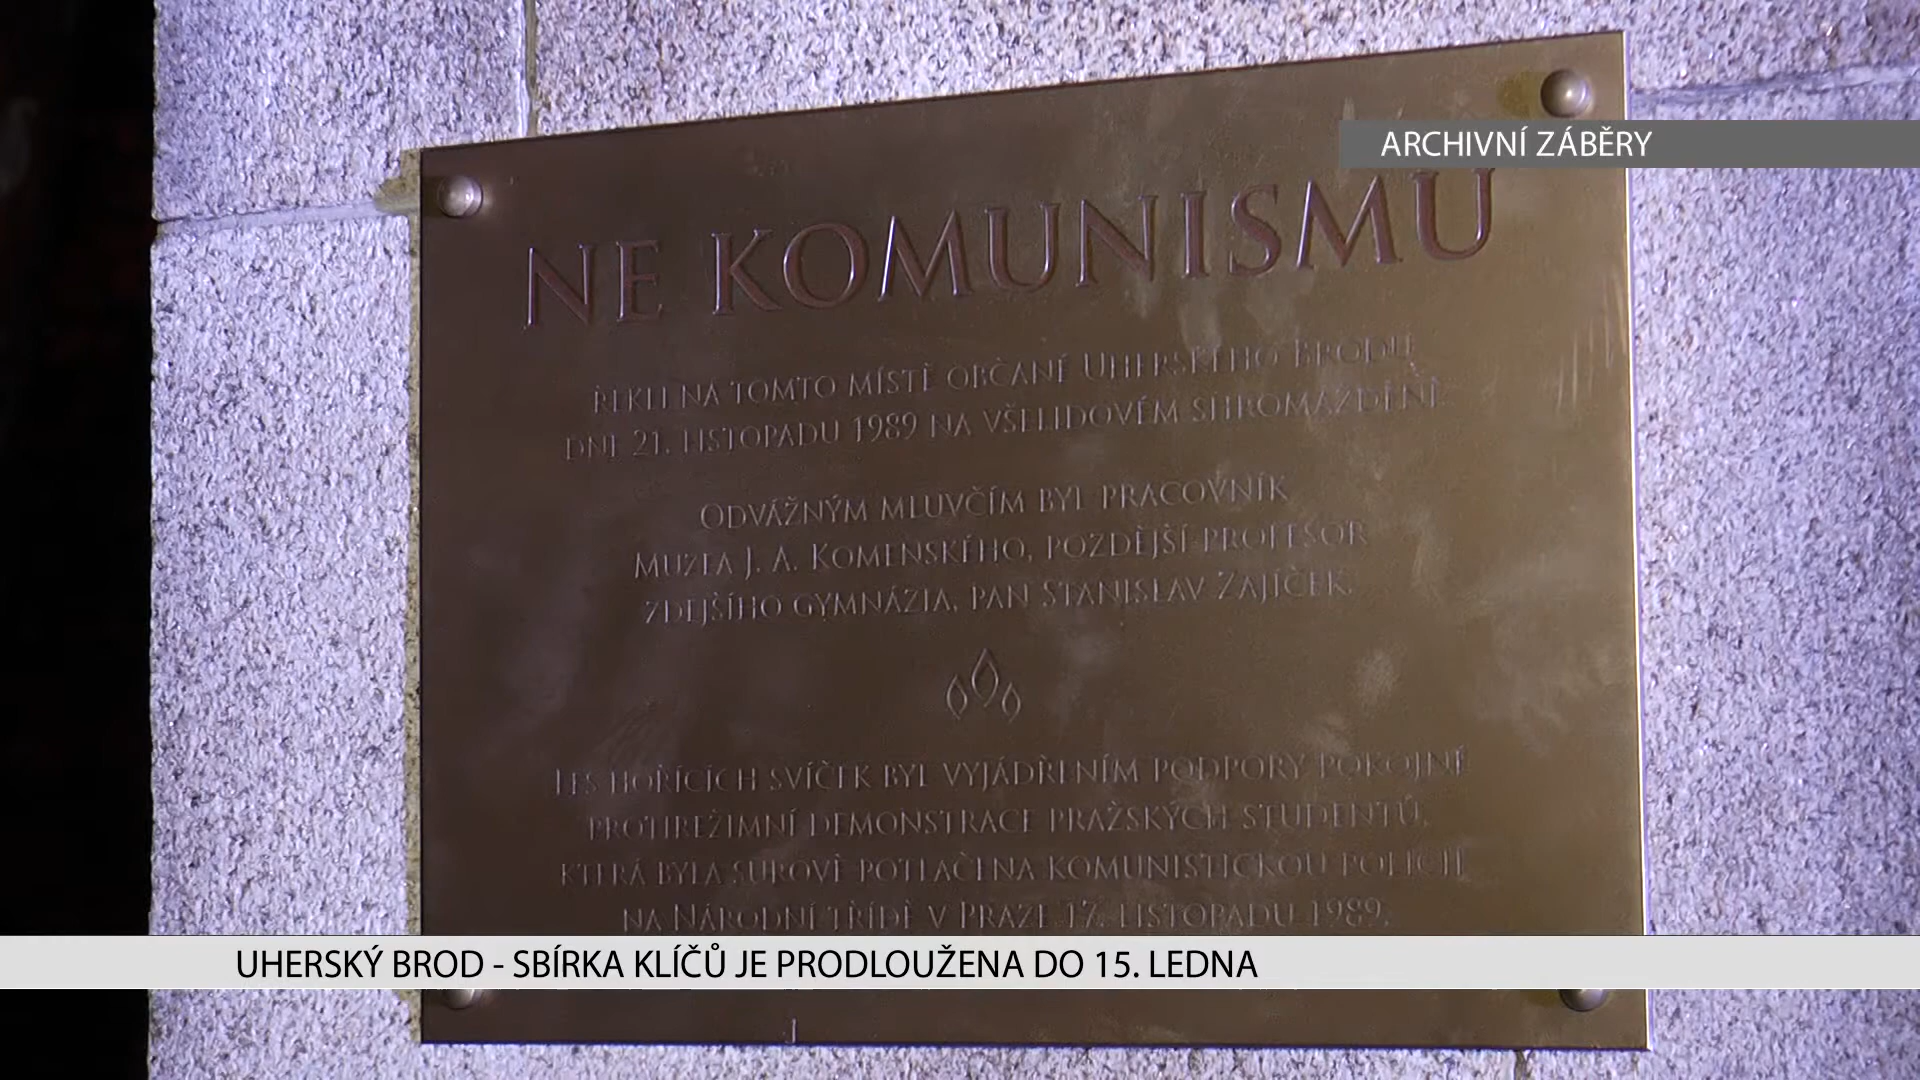 ARCHIVNÍ ZÁBĚRY
NE KOMUNISMU
ŘEKLI NA TOMTO MÍSTĚ OBČANÉ UHERSKÉHO BRODU
DNE 21. LISTOPADU 1989 NA VŠELIDOVÉM SHROMÁŽDĚNÍ.
ODVÁŽNÝM MLUVČÍM BYL PRACOVNÍK
MUZEA J. A. KOMENSKÉHO, POZDĚJŠÍ PROFESOR
ZDEJŠÍHO GYMNÁZIA, PAN STANISLAV ZAJÍČEK.
LES HOŘÍCÍCH SVÍČEK BYL VYJÁDŘENÍM PODPORY POKOJNÉ
PROTIREŽIMNÍ DEMONSTRACE PRAŽSKÝCH STUDENTŮ,
KTERÁ BYLA SUROVĚ POTLAČENA KOMUNISTICKOU POLICIÍ
NA NÁRODNÍ TŘÍDĚ V PRAZE 17. LISTOPADU 1989.
UHERSKÝ BROD - SBÍRKA KLÍČŮ JE PRODLOUŽENA DO 15. LEDNA